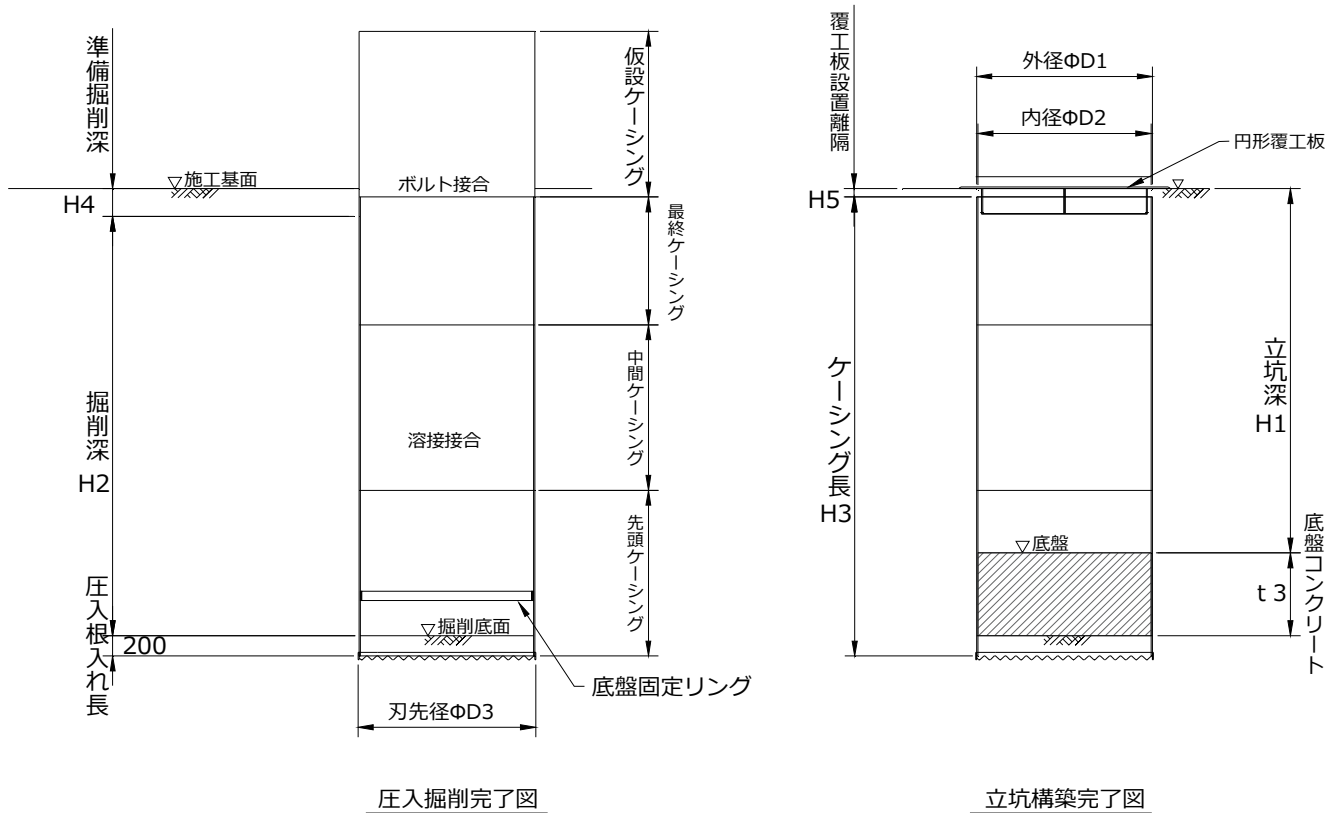 準備掘削深
H4
▽施工基面
ボルト接合
仮設ケーシング
最終ケーシング
中間ケーシング
先頭ケーシング
掘削深
H2
溶接接合
圧入根入れ長
200
▽掘削底面
底盤固定リング
刃先径ΦD3
圧入掘削完了図
覆工板設置離隔
H5
外径ΦD1
内径ΦD2
円形覆工板
▽
ケーシング長
H3
立坑深
H1
▽底盤
t 3
底盤コンクリート
立坑構築完了図